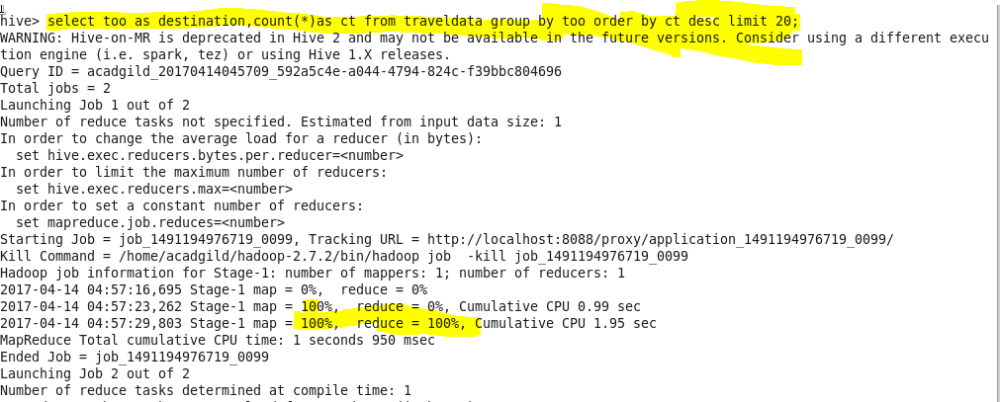 hive> select too as destination,count(*)as ct from traveldata group by too order by ct desc limit 20;
WARNING: Hive-on-MR is deprecated in Hive 2 and may not be available in the future versions. Consider using a different execu
tion engine (i.e. spark, tez) or using Hive 1.X releases.
Query ID = acadgild_20170414045709_592a5c4e-a044-4794-824c-f39bbc804696
Total jobs = 2
Launching Job 1 out of 2
Number of reduce tasks not specified. Estimated from input data size: 1
In order to change the average load for a reducer (in bytes):
  set hive.exec.reducers.bytes.per.reducer=<number>
In order to limit the maximum number of reducers:
  set hive.exec.reducers.max=<number>
In order to set a constant number of reducers:
  set mapreduce.job.reduces=<number>
Starting Job = job_1491194976719_0099, Tracking URL = http://localhost:8088/proxy/application_1491194976719_0099/
Kill Command = /home/acadgild/hadoop-2.7.2/bin/hadoop job  -kill job_1491194976719_0099
Hadoop job information for Stage-1: number of mappers: 1; number of reducers: 1
2017-04-14 04:57:16,695 Stage-1 map = 0%,  reduce = 0%
2017-04-14 04:57:23,262 Stage-1 map = 100%,  reduce = 0%, Cumulative CPU 0.99 sec
2017-04-14 04:57:29,803 Stage-1 map = 100%,  reduce = 100%, Cumulative CPU 1.95 sec
MapReduce Total cumulative CPU time: 1 seconds 950 msec
Ended Job = job_1491194976719_0099
Launching Job 2 out of 2
Number of reduce tasks determined at compile time: 1